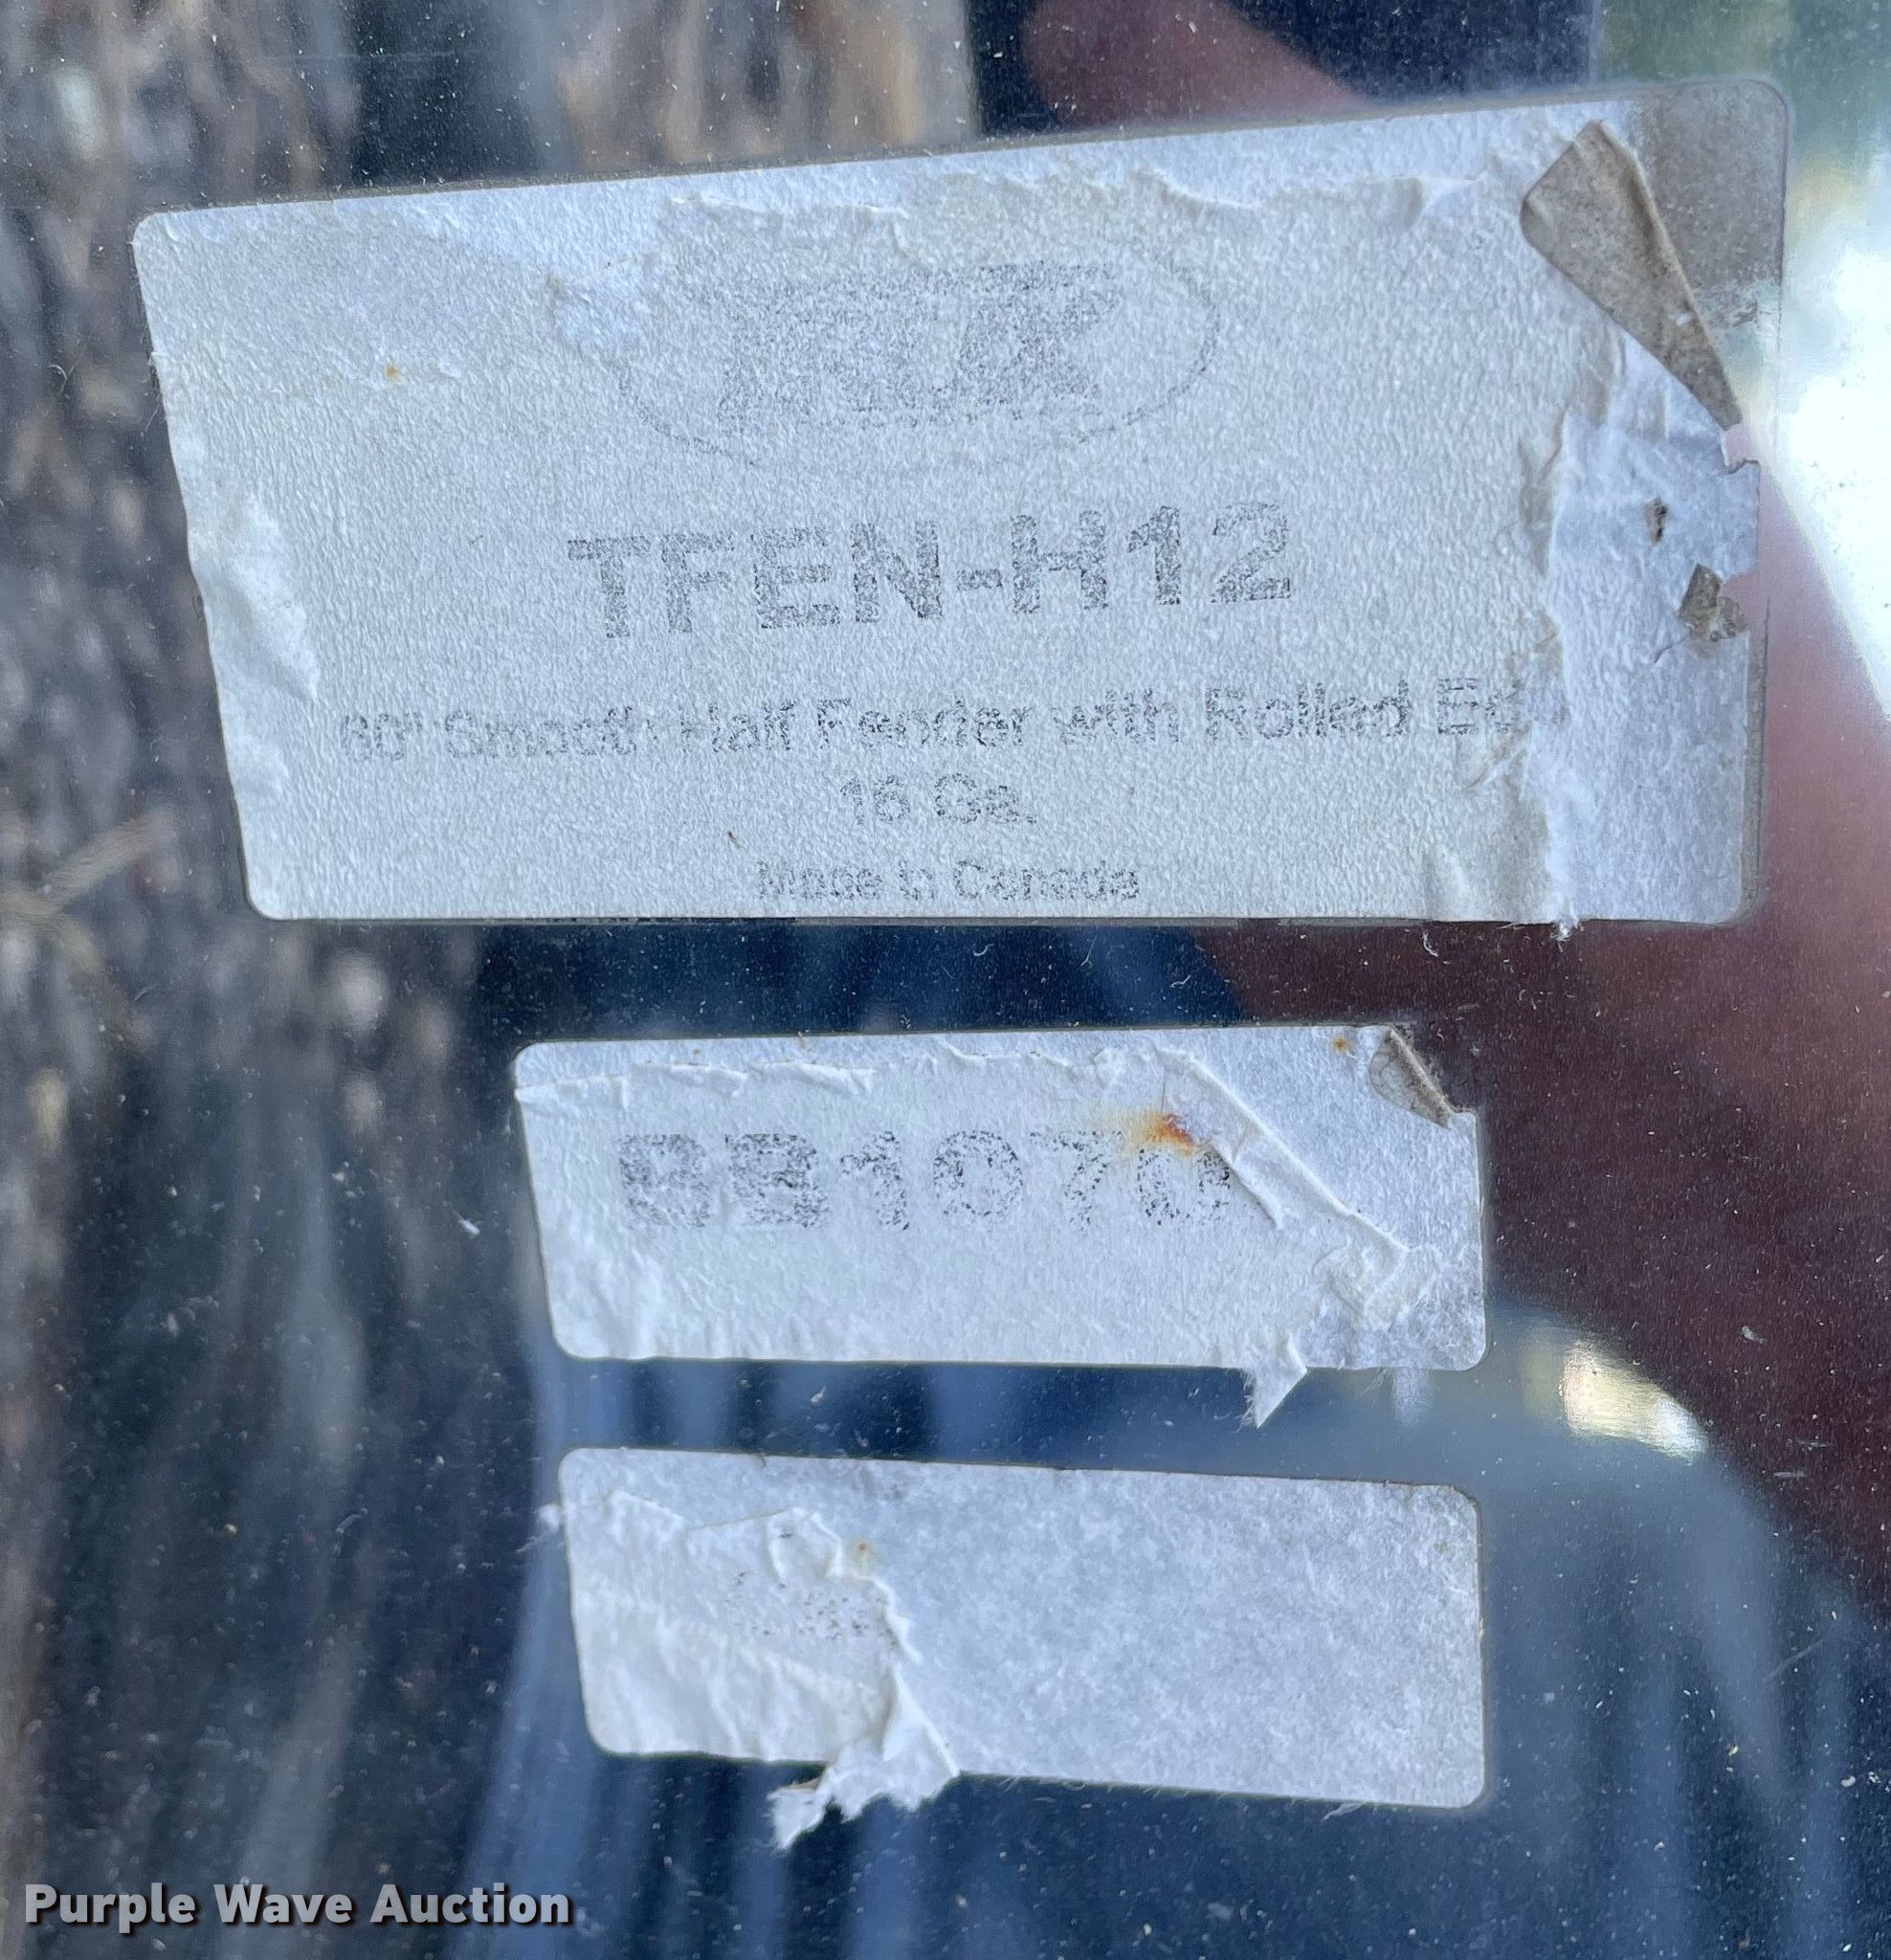 TFEN-H12
60" Smooth Half Fender with Rolled Ed
16 Ga.
Made in Canada
BB1070
Purple Wave Auction